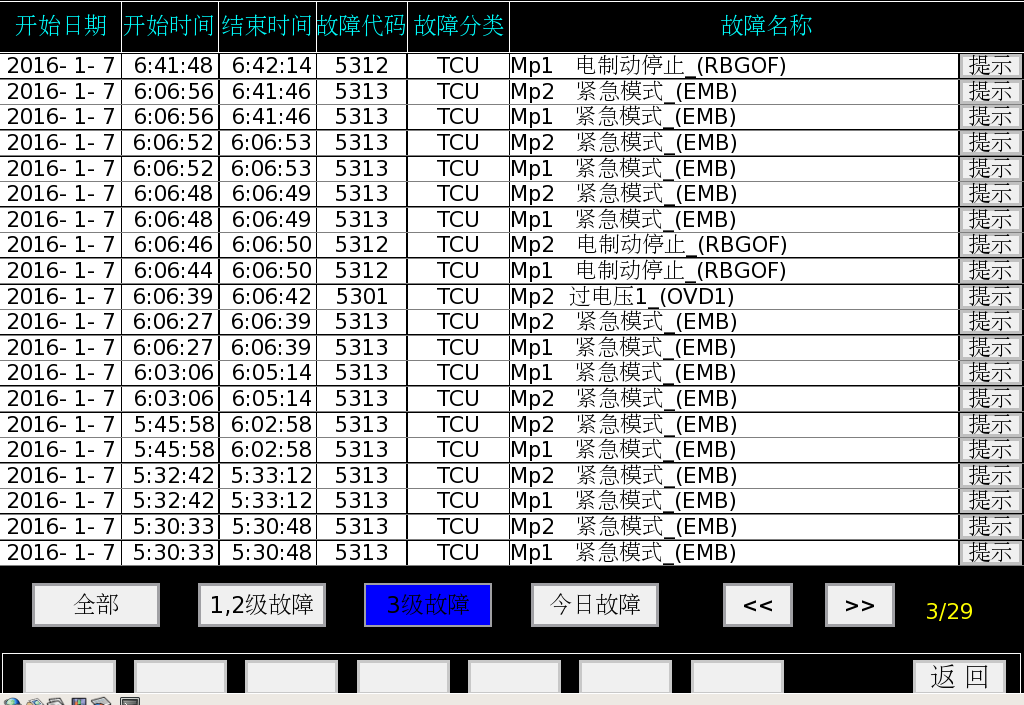 开始日期 开始时间 结束时间 故障代码 故障分类 故障名称
2016- 1- 7 6:41:48 6:42:14 5312 TCU Mp1 电制动停止_(RBGOF) 提示
2016- 1- 7 6:06:56 6:41:46 5313 TCU Mp2 紧急模式_(EMB) 提示
2016- 1- 7 6:06:56 6:41:46 5313 TCU Mp1 紧急模式_(EMB) 提示
2016- 1- 7 6:06:52 6:06:53 5313 TCU Mp2 紧急模式_(EMB) 提示
2016- 1- 7 6:06:52 6:06:53 5313 TCU Mp1 紧急模式_(EMB) 提示
2016- 1- 7 6:06:48 6:06:49 5313 TCU Mp2 紧急模式_(EMB) 提示
2016- 1- 7 6:06:48 6:06:49 5313 TCU Mp1 紧急模式_(EMB) 提示
2016- 1- 7 6:06:46 6:06:50 5312 TCU Mp2 电制动停止_(RBGOF) 提示
2016- 1- 7 6:06:44 6:06:50 5312 TCU Mp1 电制动停止_(RBGOF) 提示
2016- 1- 7 6:06:39 6:06:42 5301 TCU Mp2 过电压1_(OVD1) 提示
2016- 1- 7 6:06:27 6:06:39 5313 TCU Mp2 紧急模式_(EMB) 提示
2016- 1- 7 6:06:27 6:06:39 5313 TCU Mp1 紧急模式_(EMB) 提示
2016- 1- 7 6:03:06 6:05:14 5313 TCU Mp1 紧急模式_(EMB) 提示
2016- 1- 7 6:03:06 6:05:14 5313 TCU Mp2 紧急模式_(EMB) 提示
2016- 1- 7 5:45:58 6:02:58 5313 TCU Mp2 紧急模式_(EMB) 提示
2016- 1- 7 5:45:58 6:02:58 5313 TCU Mp1 紧急模式_(EMB) 提示
2016- 1- 7 5:32:42 5:33:12 5313 TCU Mp2 紧急模式_(EMB) 提示
2016- 1- 7 5:32:42 5:33:12 5313 TCU Mp1 紧急模式_(EMB) 提示
2016- 1- 7 5:30:33 5:30:48 5313 TCU Mp2 紧急模式_(EMB) 提示
2016- 1- 7 5:30:33 5:30:48 5313 TCU Mp1 紧急模式_(EMB) 提示
全部 1,2级故障 3级故障 今日故障 << >> 3/29
返 回